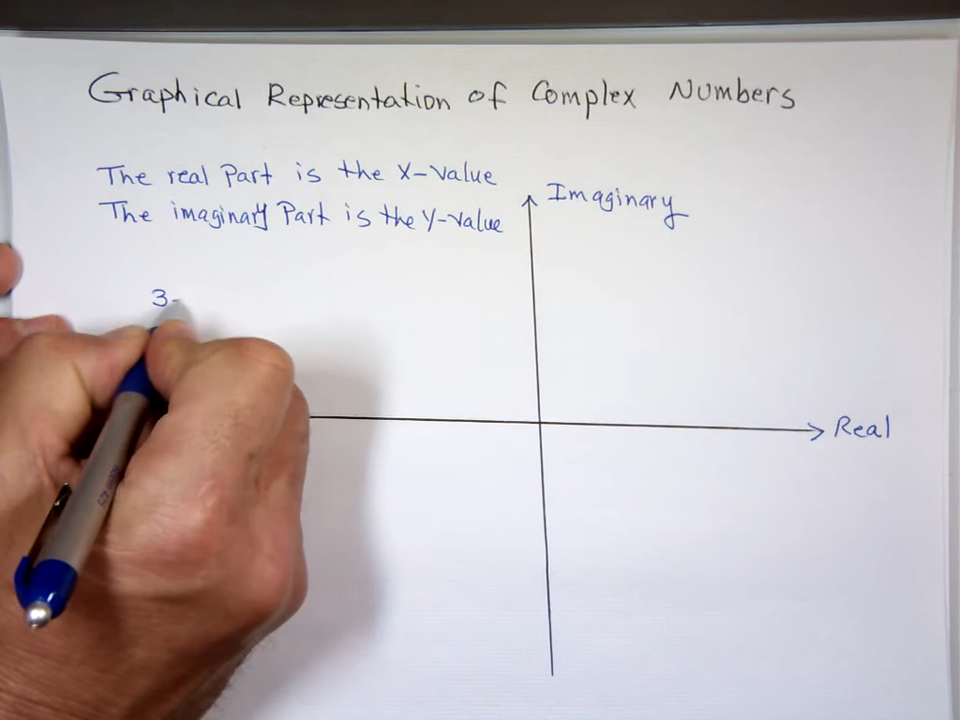 Graphical Representation of Complex Numbers
The real Part is the X-Value
The imaginary Part is the Y-Value
Imaginary
3-
Real